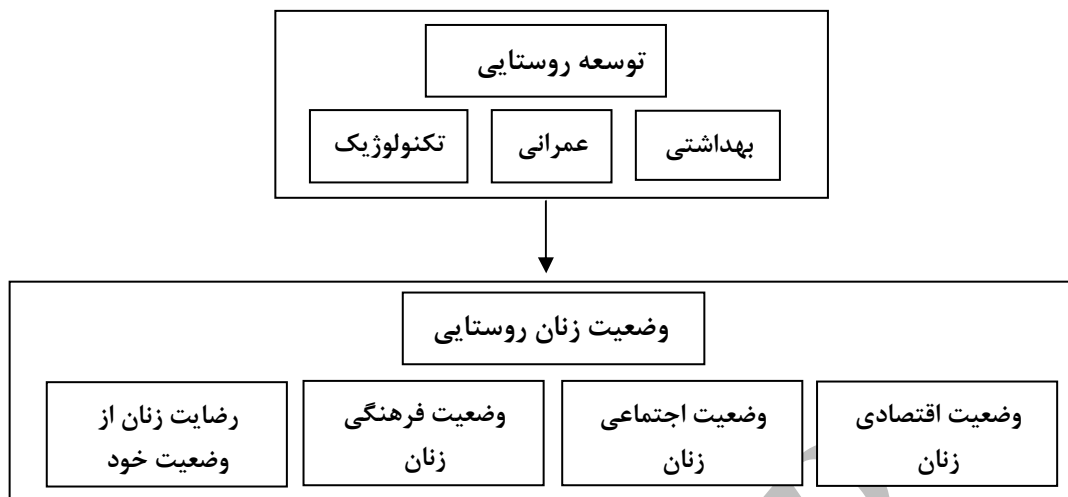 توسعه روستایی
بهداشتی
عمرانی
تکنولوژیک
وضعیت زنان روستایی
وضعیت اقتصادی
زنان
وضعیت اجتماعی
زنان
وضعیت فرهنگی
زنان
رضایت زنان از
وضعیت خود